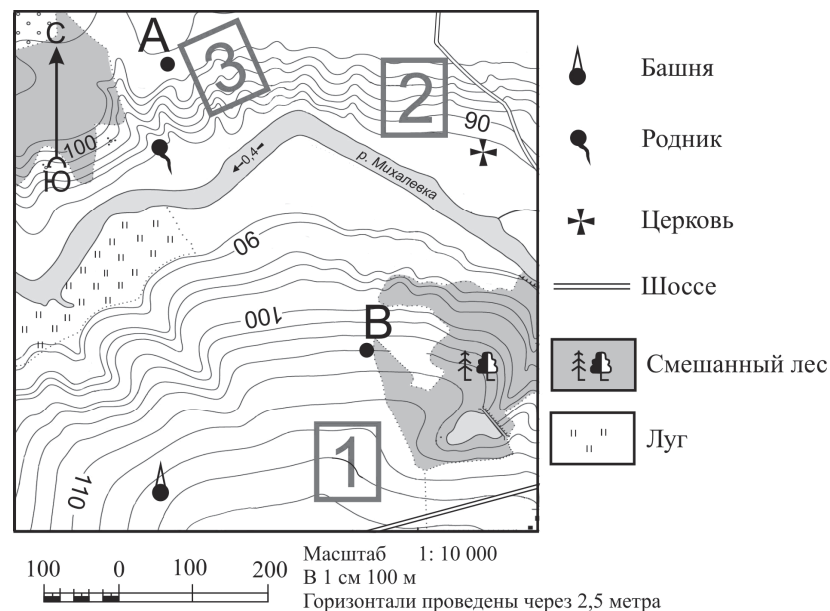 С
А
3
2
90
100
Ю
0,4
р. Михалевка
90
100
В
1
110
Башня
Родник
Церковь
Шоссе
Смешанный лес
Луг
100 0 100 200
Масштаб 1: 10 000
В 1 см 100 м
Горизонтали проведены через 2,5 метра